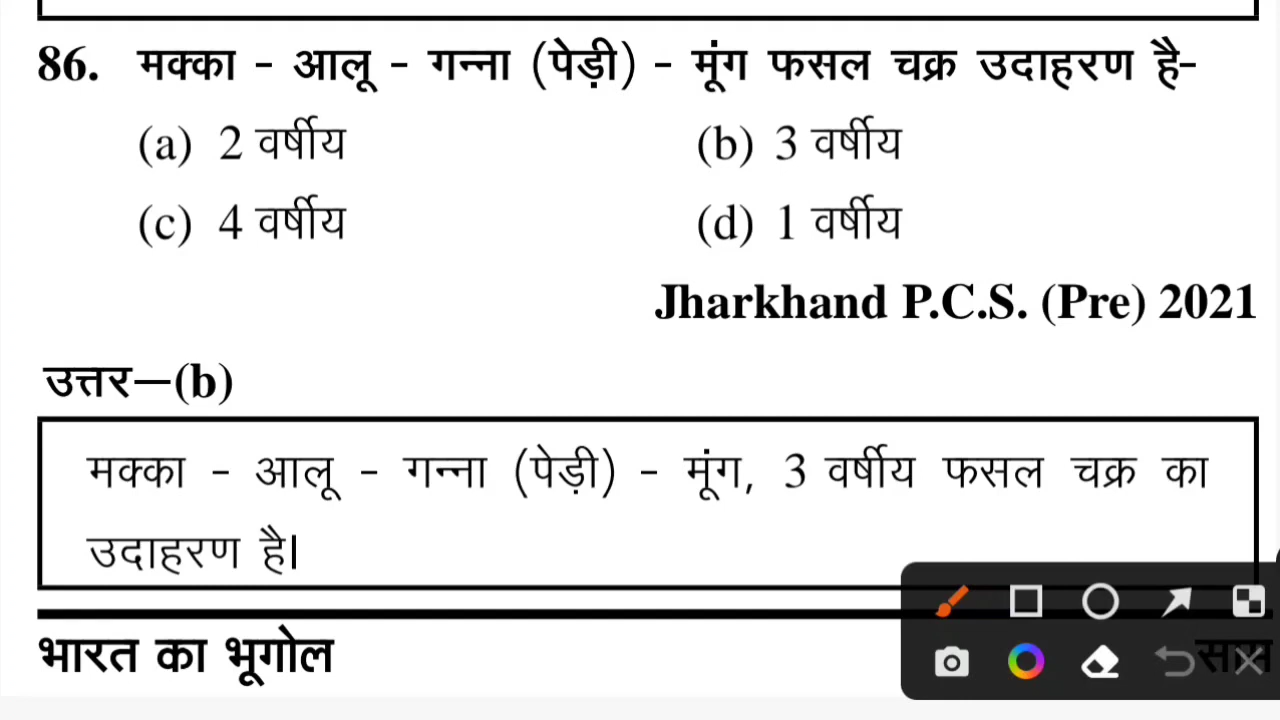 86. मक्का - आलू - गन्ना (पेड़ी) - मूंग फसल चक्र उदाहरण है-
(a) 2 वर्षीय (b) 3 वर्षीय
(c) 4 वर्षीय (d) 1 वर्षीय
Jharkhand P.C.S. (Pre) 2021
उत्तर—(b)
मक्का - आलू - गन्ना (पेड़ी) - मूंग, 3 वर्षीय फसल चक्र का
उदाहरण है।
भारत का भूगोल